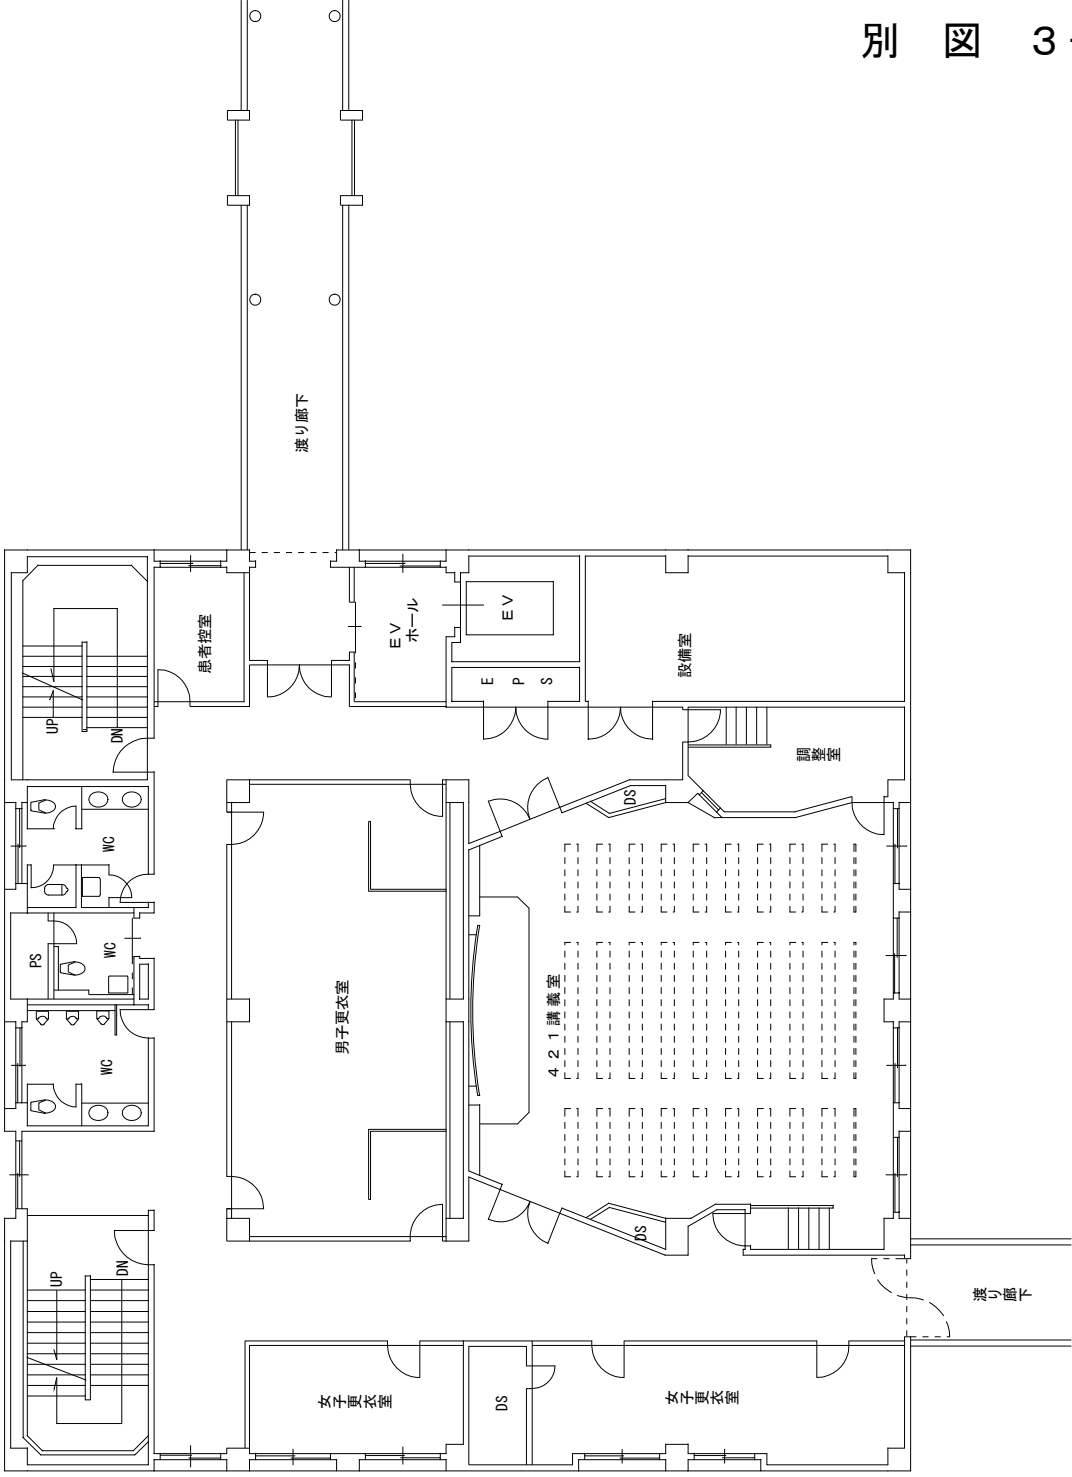 別 図 3-
渡り廊下
患者控室
EV
ホール
EV
E P S
設備室
調整室
UP
DN
WC
PS
WC
WC
DS
男子更衣室
421講義室
DS
UP
DN
渡り廊下
女子更衣室
DS
女子更衣室